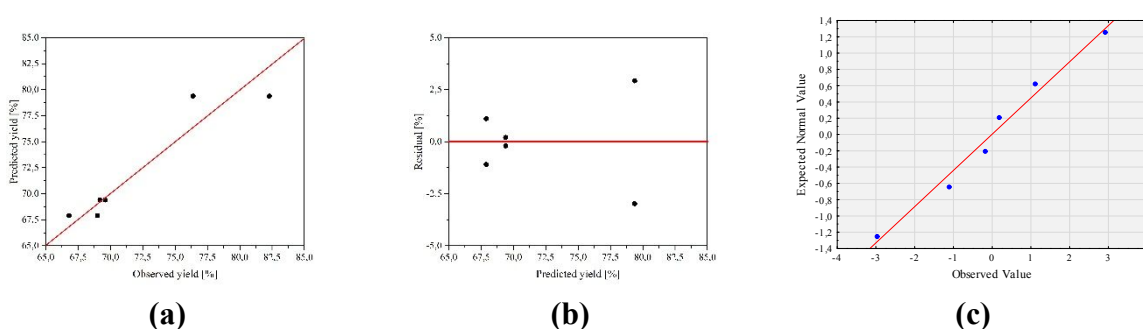 85,0
82,5
80,0
77,5
75,0
72,5
70,0
67,5
65,0
Predicted yield [%]
65,0 67,5 70,0 72,5 75,0 77,5 80,0 82,5 85,0
Observed yield [%]
(a)
5,0
2,5
0,0
-2,5
-5,0
Residual [%]
65,0 67,5 70,0 72,5 75,0 77,5 80,0 82,5 85,0
Predicted yield [%]
(b)
1,4
1,2
1,0
0,8
0,6
0,4
0,2
0,0
-0,2
-0,4
-0,6
-0,8
-1,0
-1,2
-1,4
Expected Normal Value
-4 -3 -2 -1 0 1 2 3
Observed Value
(c)